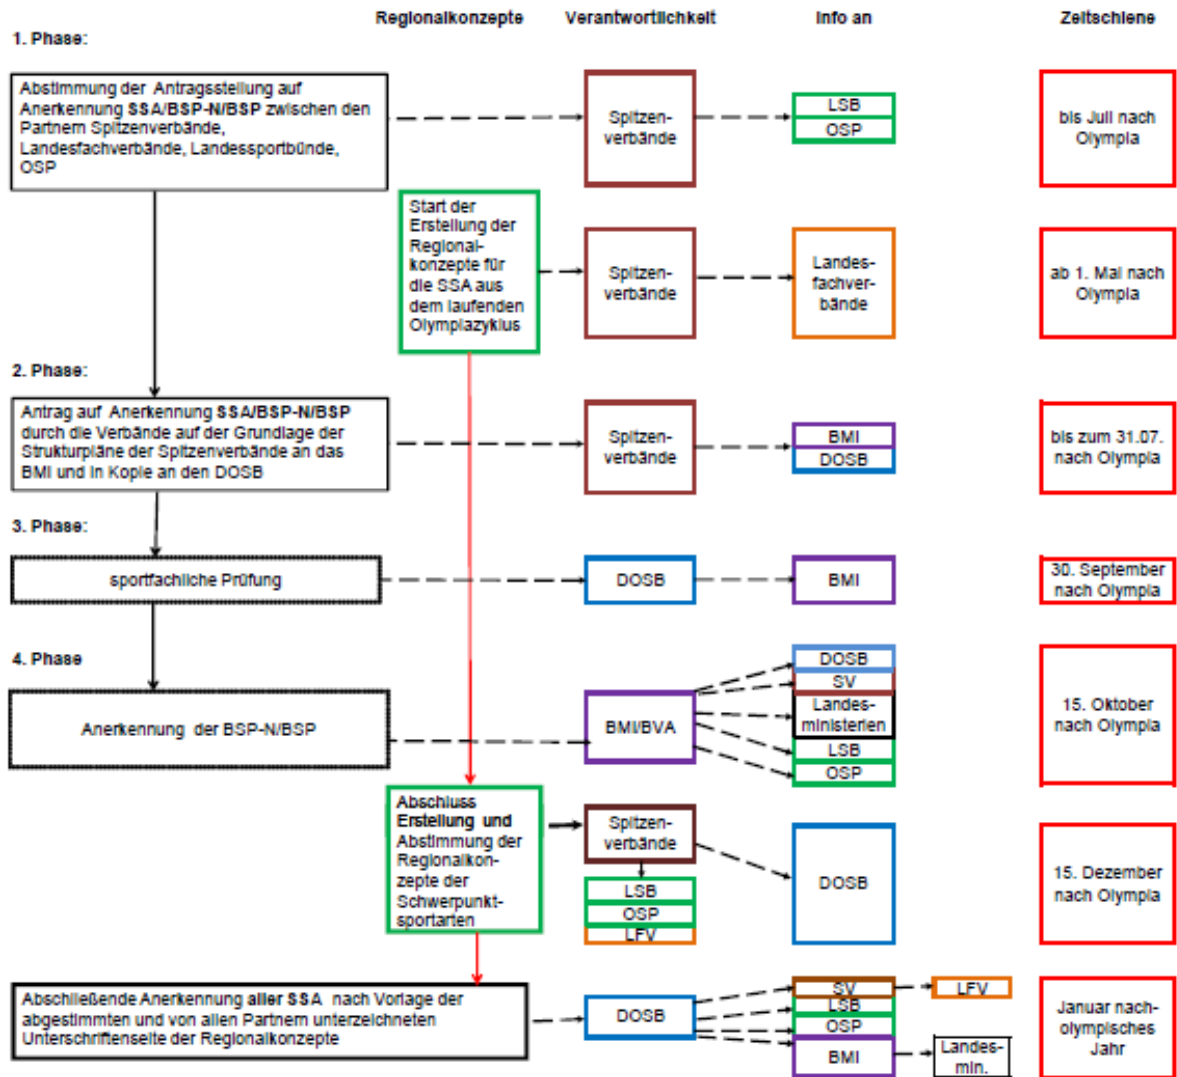 Regionalkonzepte Verantwortlichkeit Info an Zeitschiene
1. Phase:
Abstimmung der Antragsstellung auf
Anerkennung SSA/BSP-N/BSP zwischen den
Partnern Spitzenverbände,
Landesfachverbände, Landessportbünde,
OSP
Spitzen-
verbände
LSB
OSP
bis Juli nach
Olympia
Start der
Erstellung der
Regional-
konzepte für
die SSA aus
dem laufenden
Olympiazyklus
Spitzen-
verbände
Landes-
fachver-
bände
ab 1. Mai nach
Olympia
2. Phase:
Antrag auf Anerkennung SSA/BSP-N/BSP
durch die Verbände auf der Grundlage der
Strukturpläne der Spitzenverbände an das
BMI und in Kopie an den DOSB
Spitzen-
verbände
BMI
DOSB
bis zum 31.07.
nach Olympia
3. Phase:
sportfachliche Prüfung
DOSB
BMI
30. September
nach Olympia
4. Phase
Anerkennung der BSP-N/BSP
BMI/BVA
DOSB
SV
Landes-
ministerien
LSB
OSP
15. Oktober
nach Olympia
Abschluss
Erstellung und
Abstimmung der
Regionalkon-
zepte der
Schwerpunkt-
sportarten
Spitzen-
verbände
LSB
OSP
LFV
DOSB
15. Dezember
nach Olympia
Abschließende Anerkennung aller SSA nach Vorlage der
abgestimmten und von allen Partnern unterzeichneten
Unterschriftenseite der Regionalkonzepte
DOSB
SV
LSB
OSP
BMI
LFV
Landes-
min.
Januar nach-
olympisches
Jahr